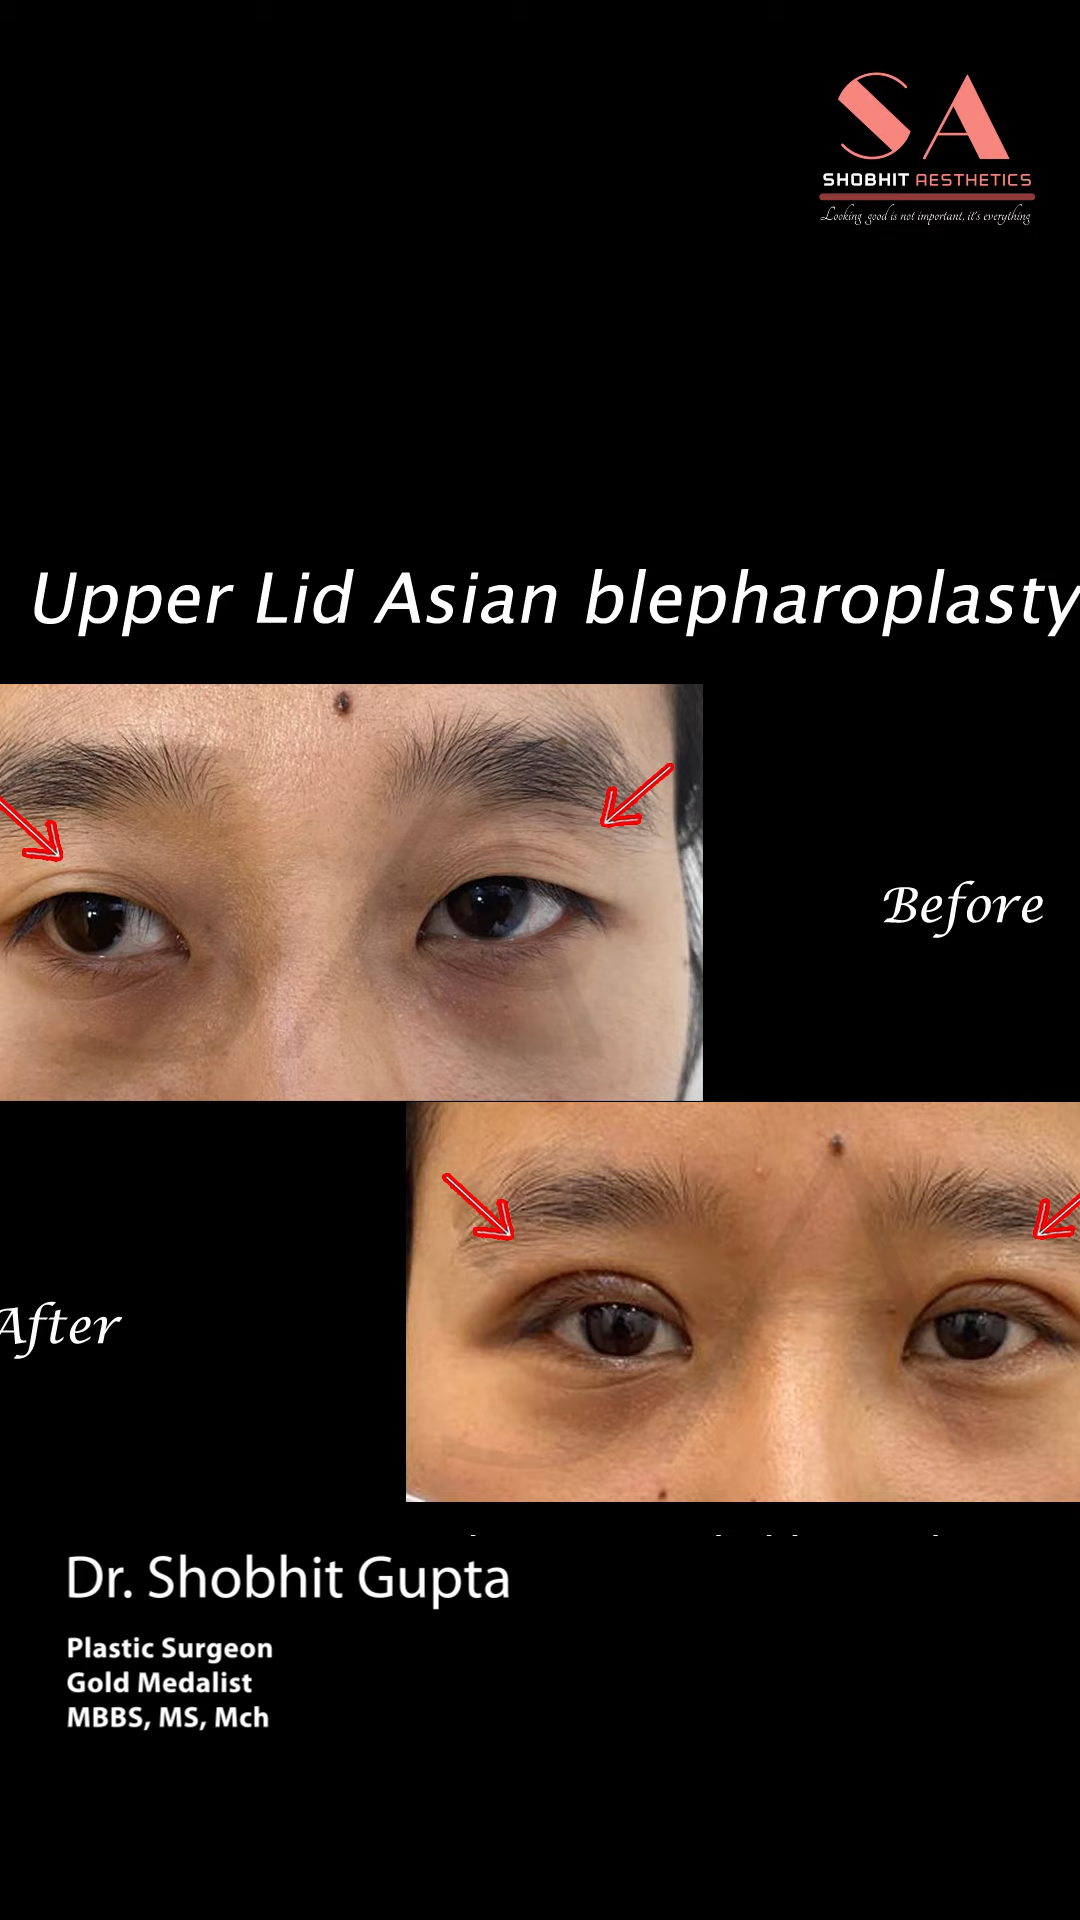 SA
SHOBHIT AESTHETICS
Looking good is not important, it's everything
Upper Lid Asian blepharoplasty
Before
After
Dr. Shobhit Gupta
Plastic Surgeon
Gold Medalist
MBBS, MS, Mch